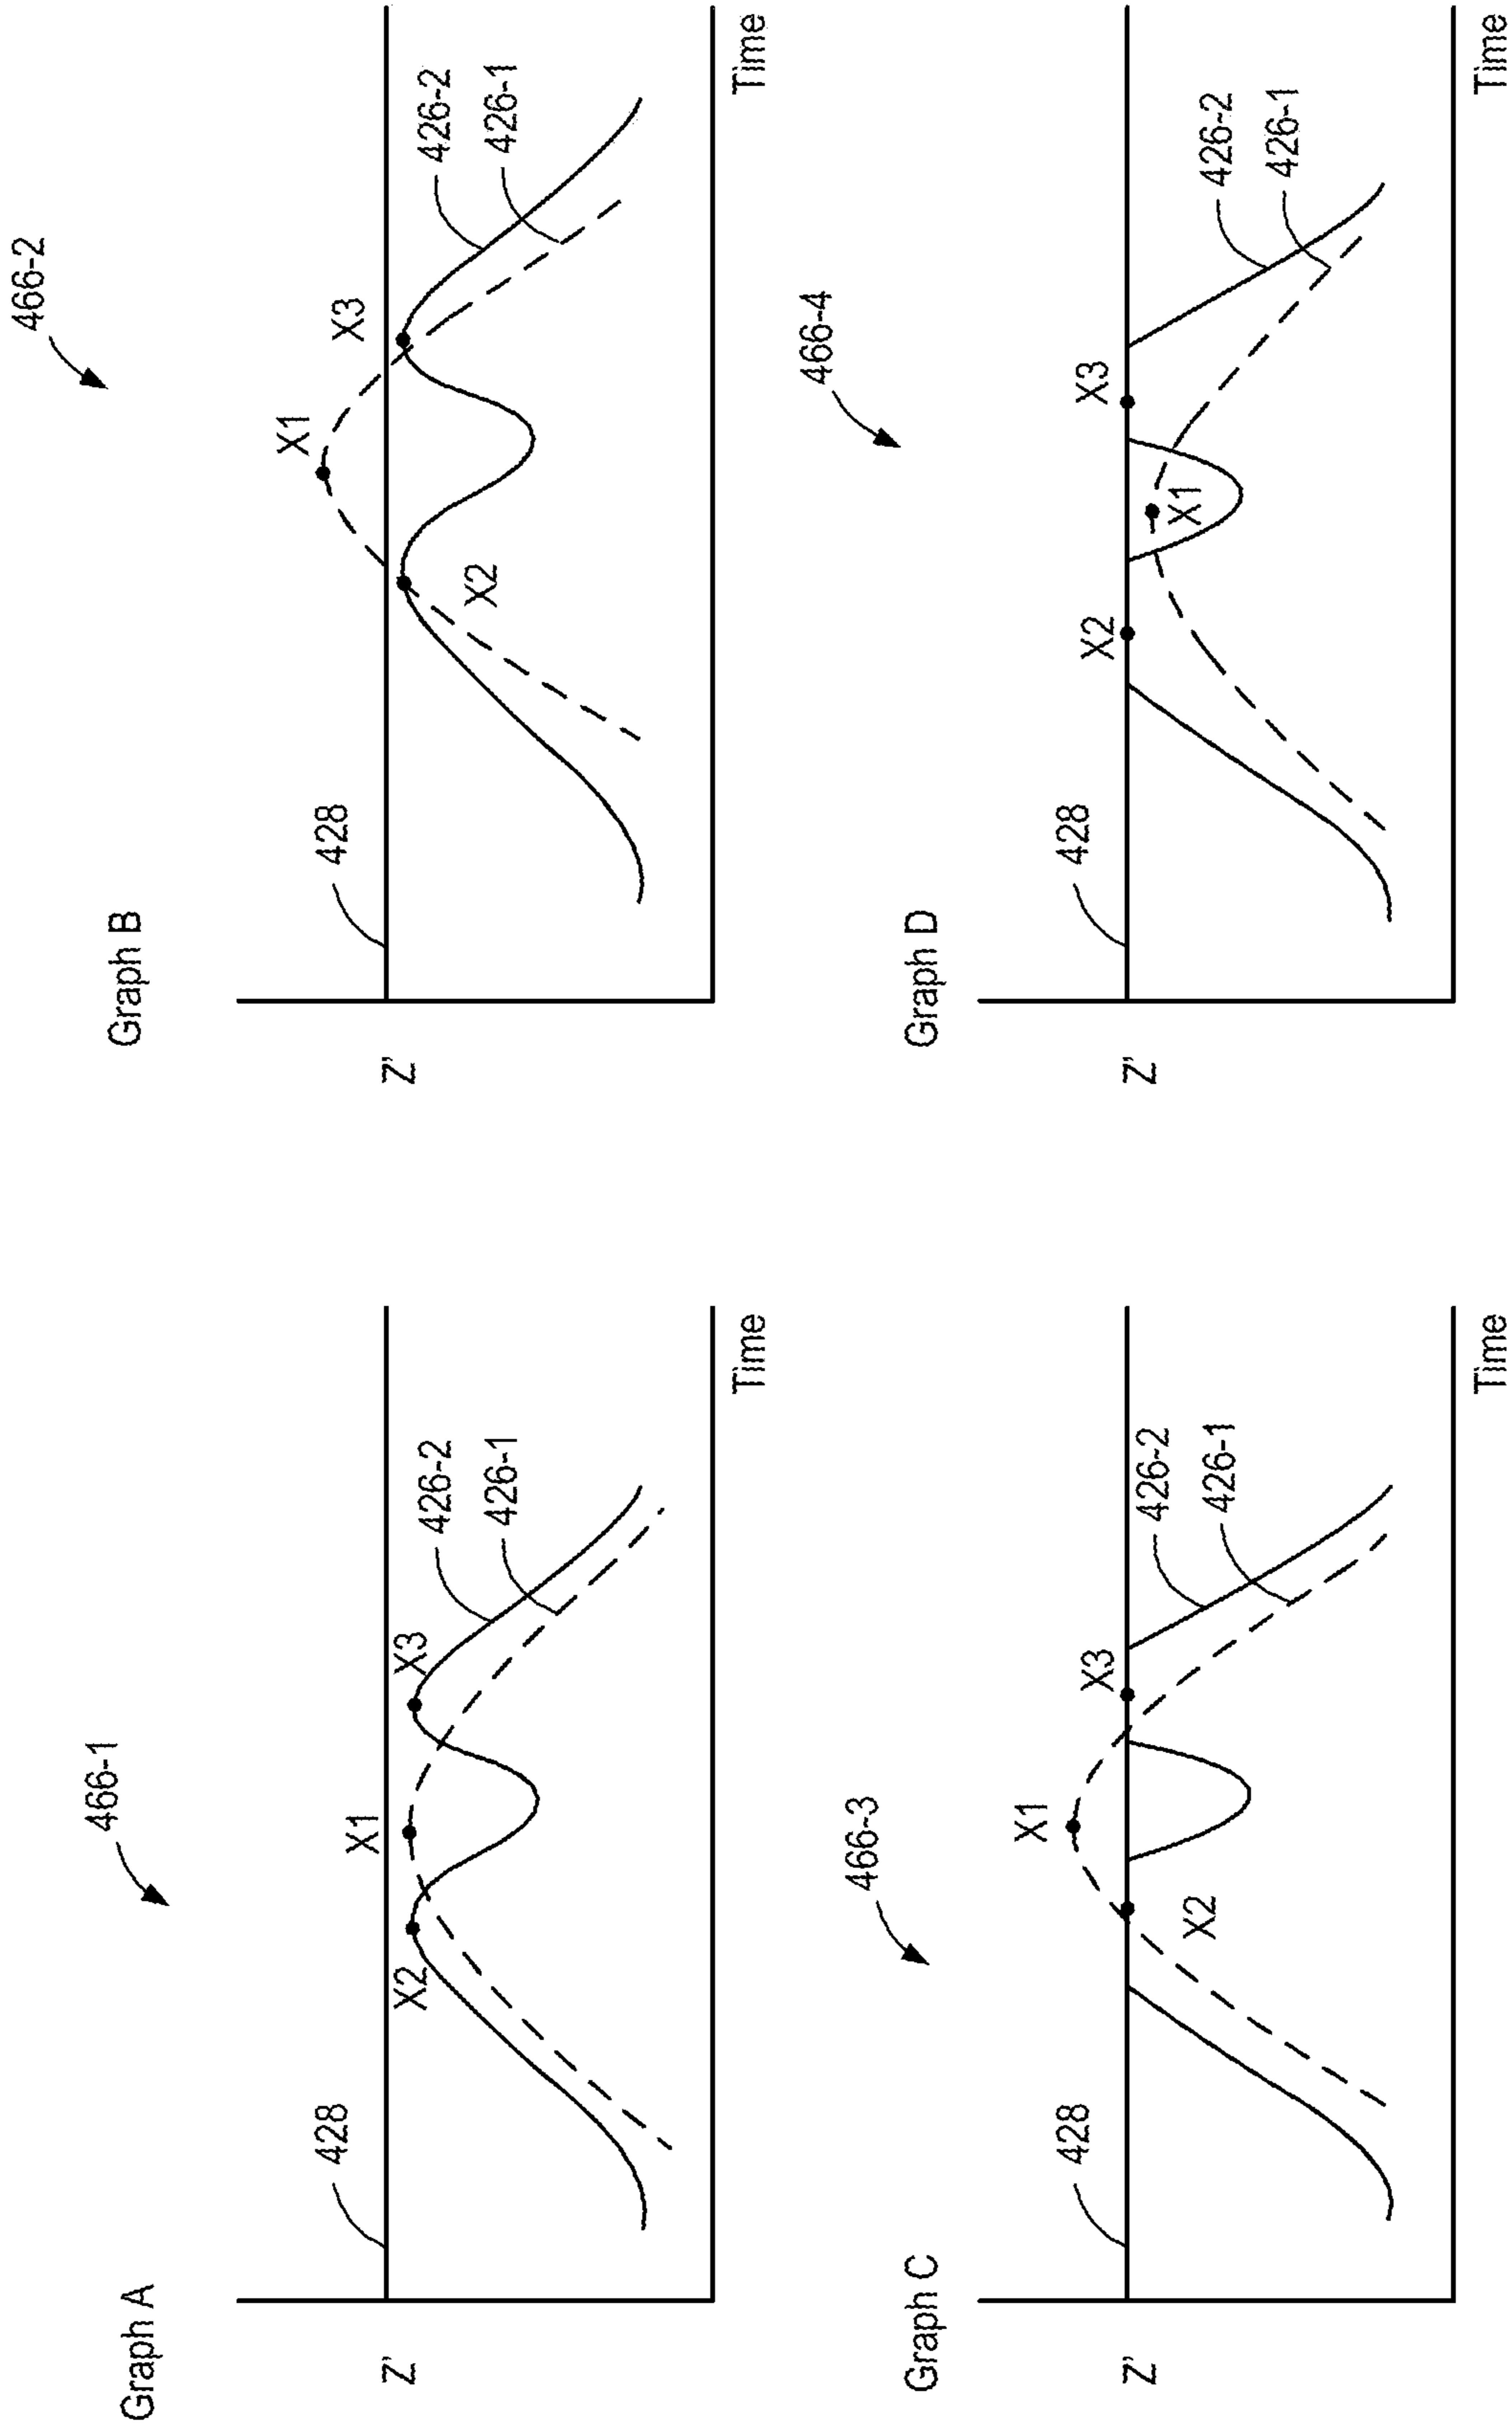 Graph A
466-1
428
X2
X1
X3
426-2
426-1
Z'
Time
Graph B
466-2
428
X2
X1
X3
426-2
426-1
Z'
Time
Graph C
466-3
428
X2
X1
X3
426-2
426-1
Z'
Time
Graph D
466-4
428
X2
X1
X3
426-2
426-1
Z'
Time